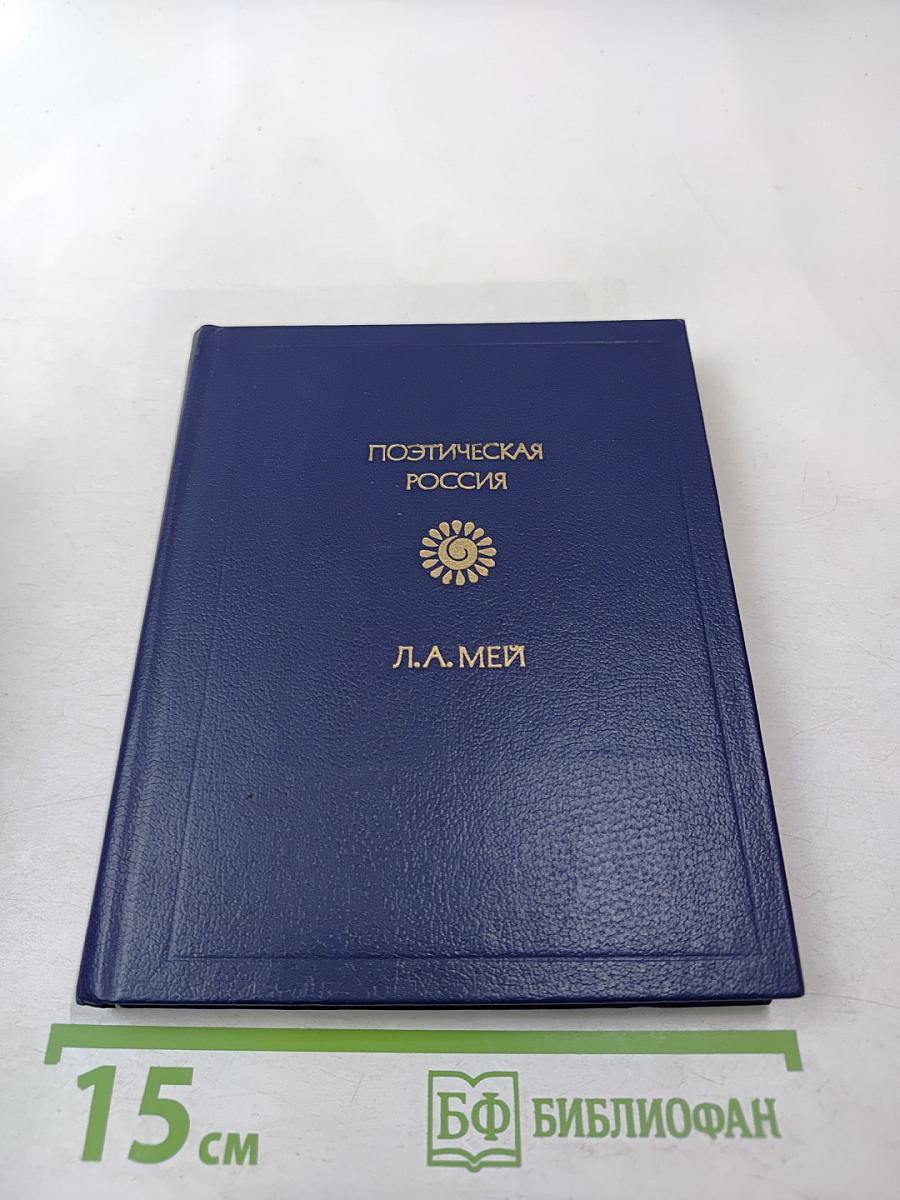 ПОЭТИЧЕСКАЯ
РОССИЯ
Л.А.МЕЙ
15 см
БФ БИБЛИОФАН